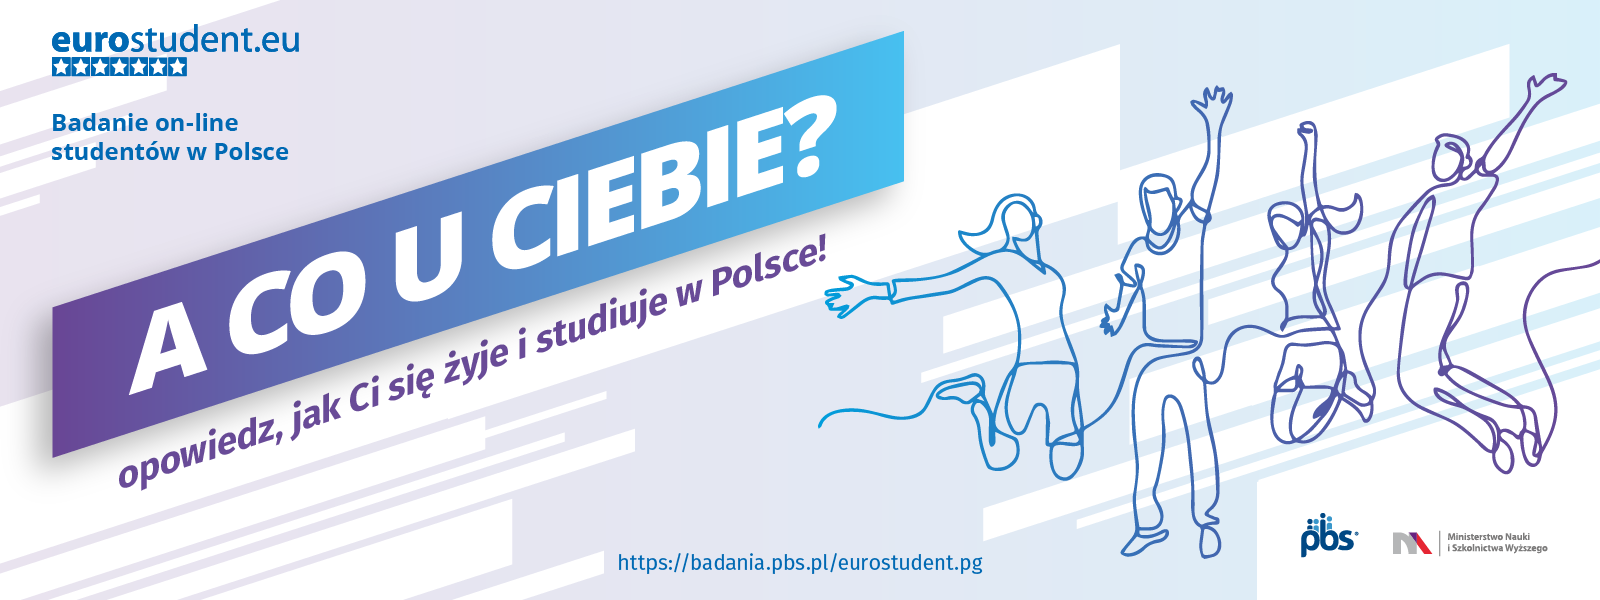 eurostudent.eu
Badanie on-line
studentów w Polsce
A CO U CIEBIE?
opowiedz, jak Ci się żyje i studiuje w Polsce!
https://badania.pbs.pl/eurostudent.pg
pbs
Ministerstwo Nauki
i Szkolnictwa Wyższego